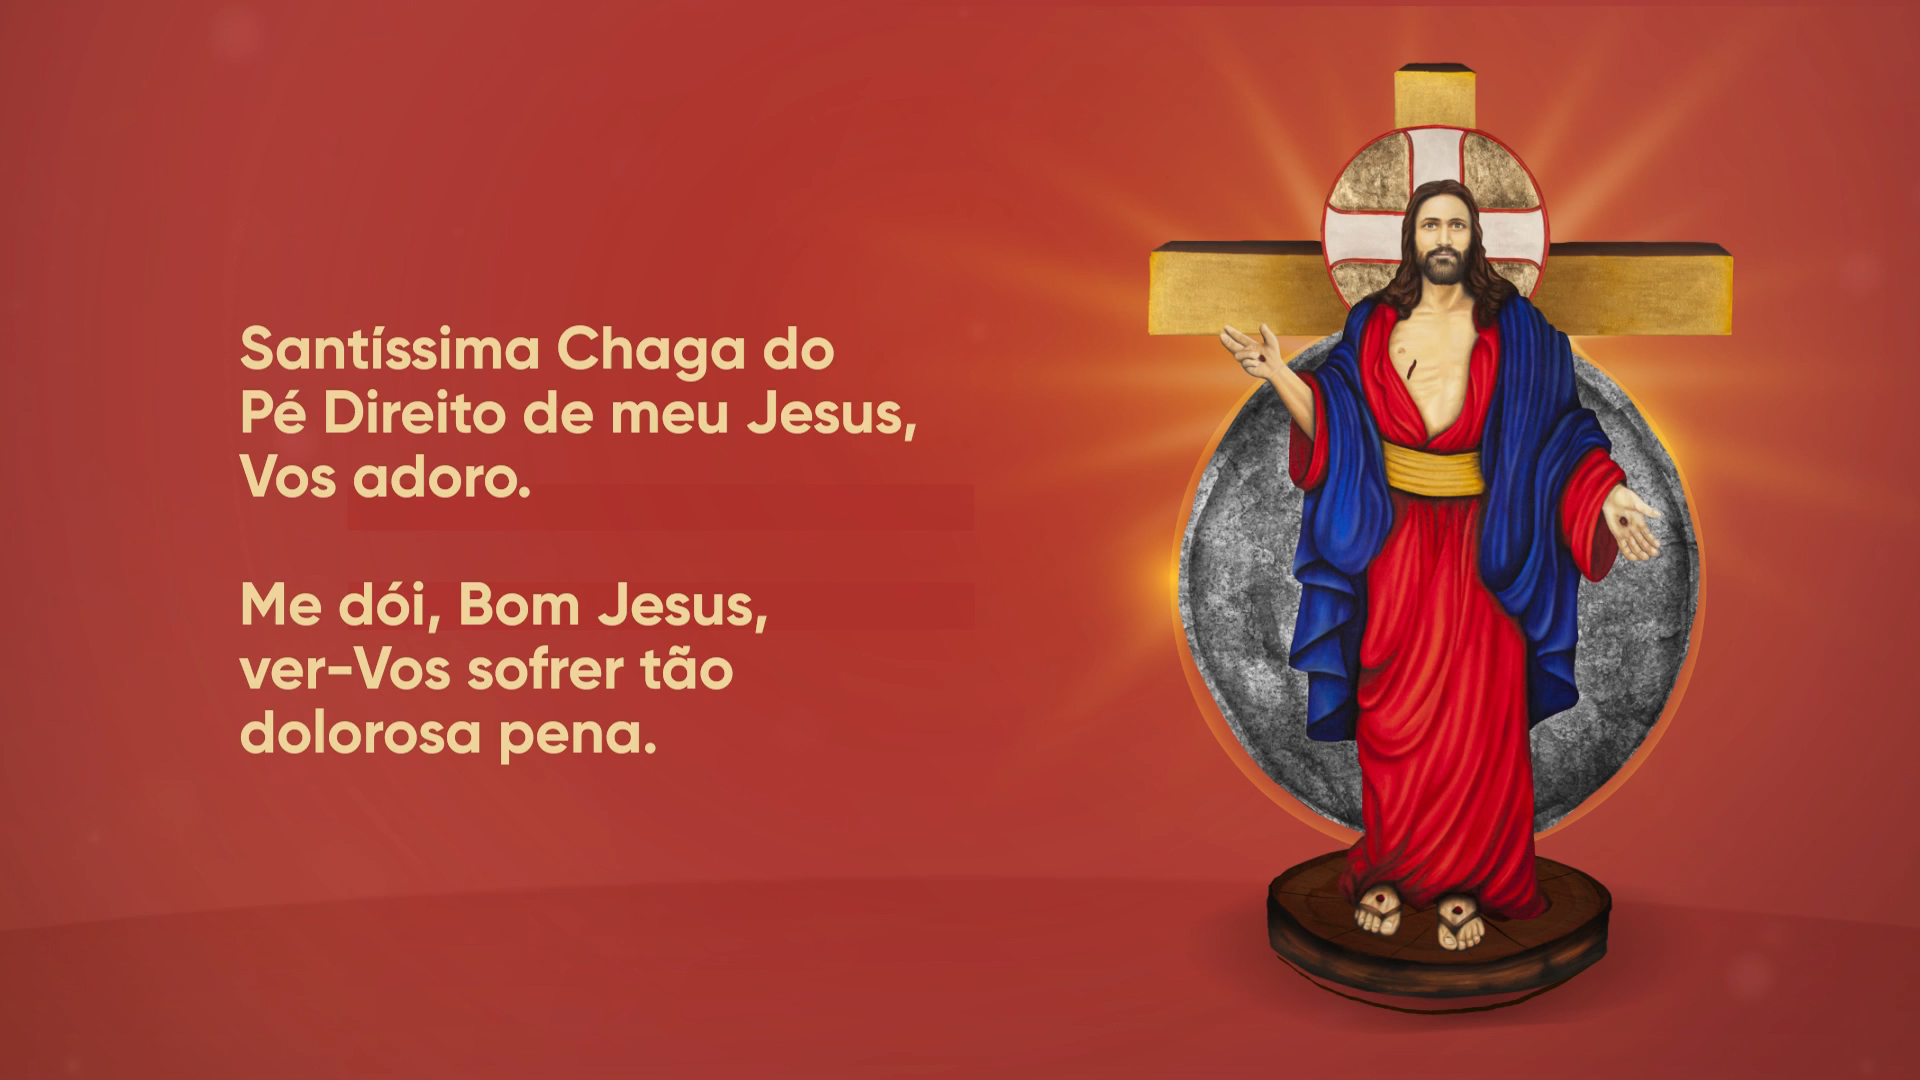 Santíssima Chaga do
Pé Direito de meu Jesus,
Vos adoro.
Me dói, Bom Jesus,
ver-Vos sofrer tão
dolorosa pena.